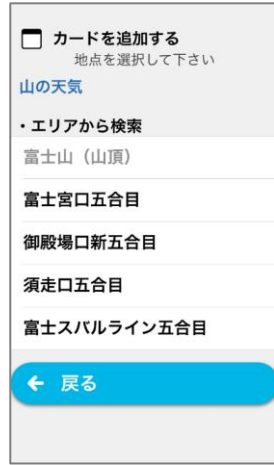 カードを追加する
地点を選択して下さい
山の天気
・エリアから検索
富士山（山頂）
富士宮口五合目
御殿場口新五合目
須走口五合目
富士スバルライン五合目
戻る